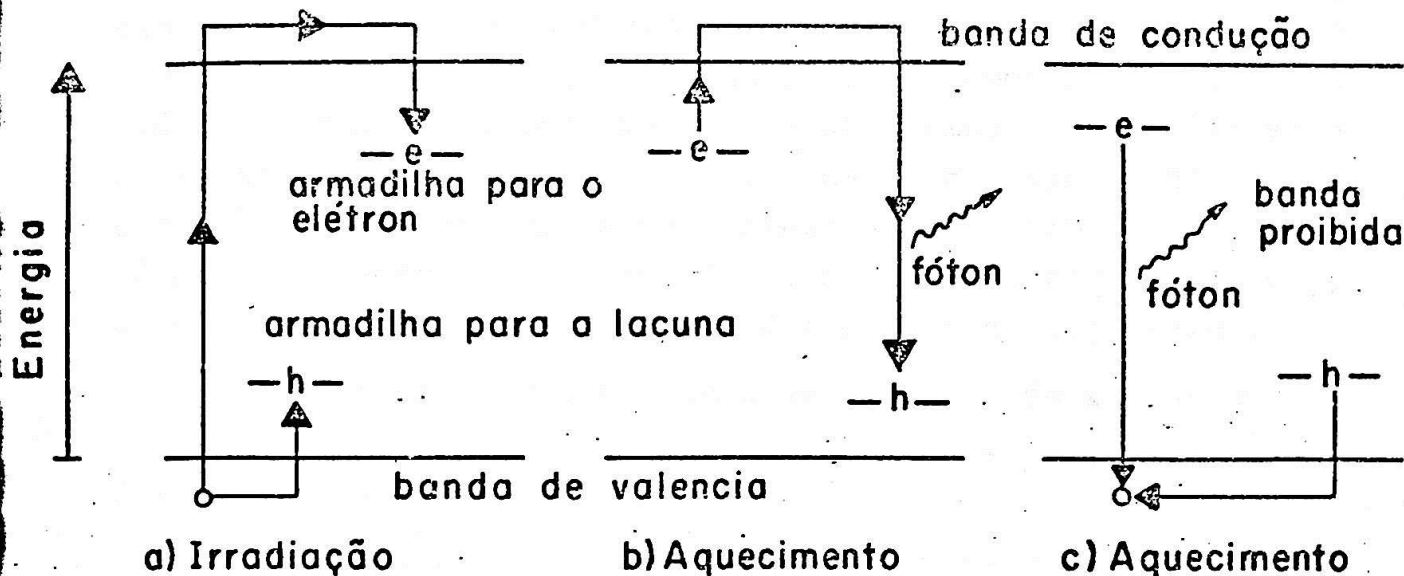 banda de condução
— e —
— e —
— e —
armadilha para o
elétron
banda
proibida
fóton
fóton
Energia
armadilha para a lacuna
— h —
— h —
— h —
banda de valencia
a) Irradiação
b) Aquecimento
c) Aquecimento